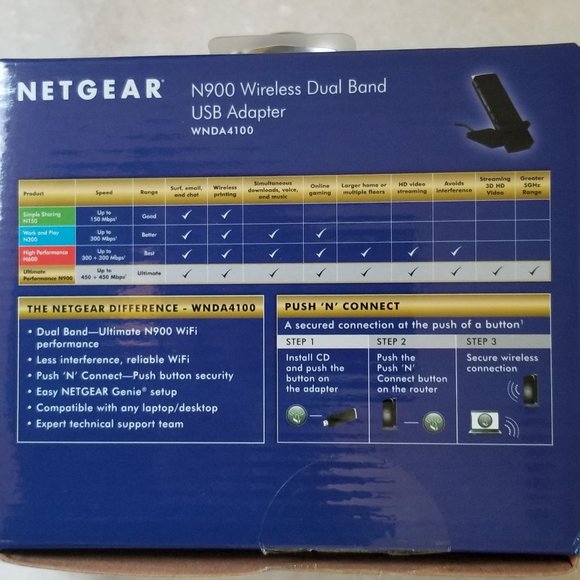 NETGEAR®
N900 Wireless Dual Band
USB Adapter
WNDA4100
Product Speed Range Surf, email, and chat Wireless printing Simultaneous downloads, voice, and music Online gaming Larger home or multiple floors HD video streaming Avoids interference Streaming 3D HD Video Greater 5GHz Range
Simple Sharing N150 Up to 150 Mbps¹ Good ✓ ✓
Work and Play N300 Up to 300 Mbps¹ Better ✓ ✓ ✓ ✓
High Performance N600 Up to 300 + 300 Mbps¹ Best ✓ ✓ ✓ ✓ ✓ ✓ ✓
Ultimate Performance N900 Up to 450 + 450 Mbps¹ Ultimate ✓ ✓ ✓ ✓ ✓ ✓ ✓ ✓ ✓
THE NETGEAR DIFFERENCE - WNDA4100
• Dual Band—Ultimate N900 WiFi
performance
• Less interference, reliable WiFi
• Push 'N' Connect—Push button security
• Easy NETGEAR Genie® setup
• Compatible with any laptop/desktop
• Expert technical support team
PUSH 'N' CONNECT
A secured connection at the push of a button¹
STEP 1
Install CD
and push the
button on
the adapter
STEP 2
Push the
Push 'N'
Connect button
on the router
STEP 3
Secure wireless
connection